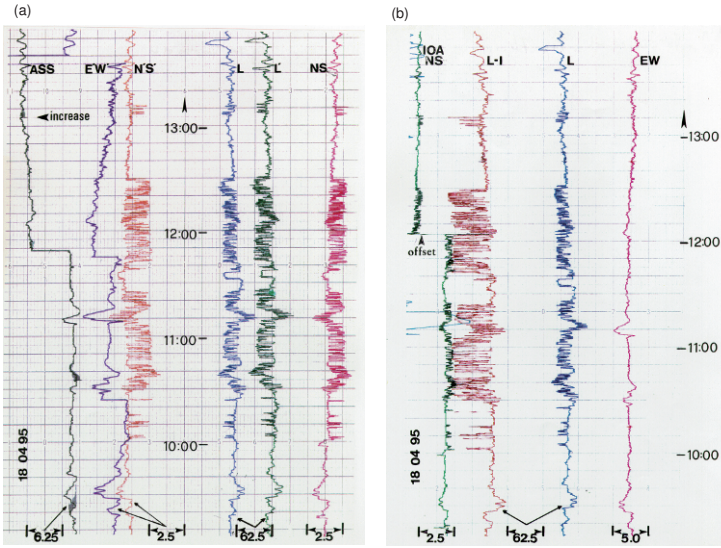 (a)
ASS E'W' N'S' L L' NS
increase
13:00
12:00
11:00
10:00
18 04 95
6.25 2.5 62.5 2.5
(b)
IOA
NS L-I L EW
13:00
12:00
offset
11:00
10:00
18 04 95
2.5 62.5 5.0